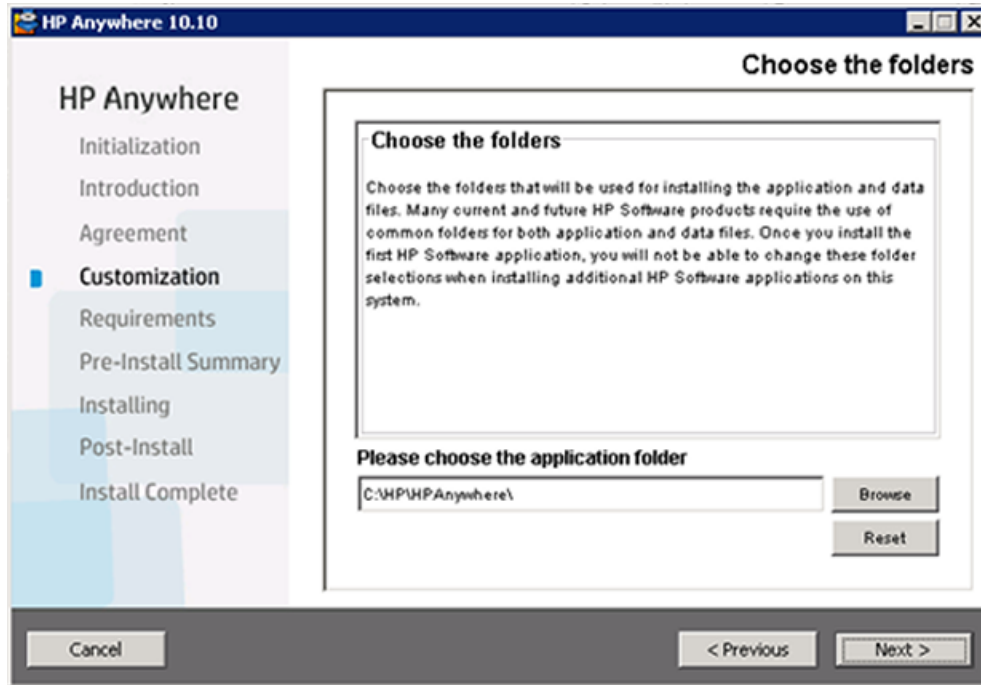 HP Anywhere 10.10
Choose the folders
HP Anywhere
Initialization
Introduction
Agreement
Customization
Requirements
Pre-Install Summary
Installing
Post-Install
Install Complete
Choose the folders
Choose the folders that will be used for installing the application and data
files. Many current and future HP Software products require the use of
common folders for both application and data files. Once you install the
first HP Software application, you will not be able to change these folder
selections when installing additional HP Software applications on this
system.
Please choose the application folder
C:\HP\HPAnywhere\
Browse
Reset
Cancel
< Previous
Next >